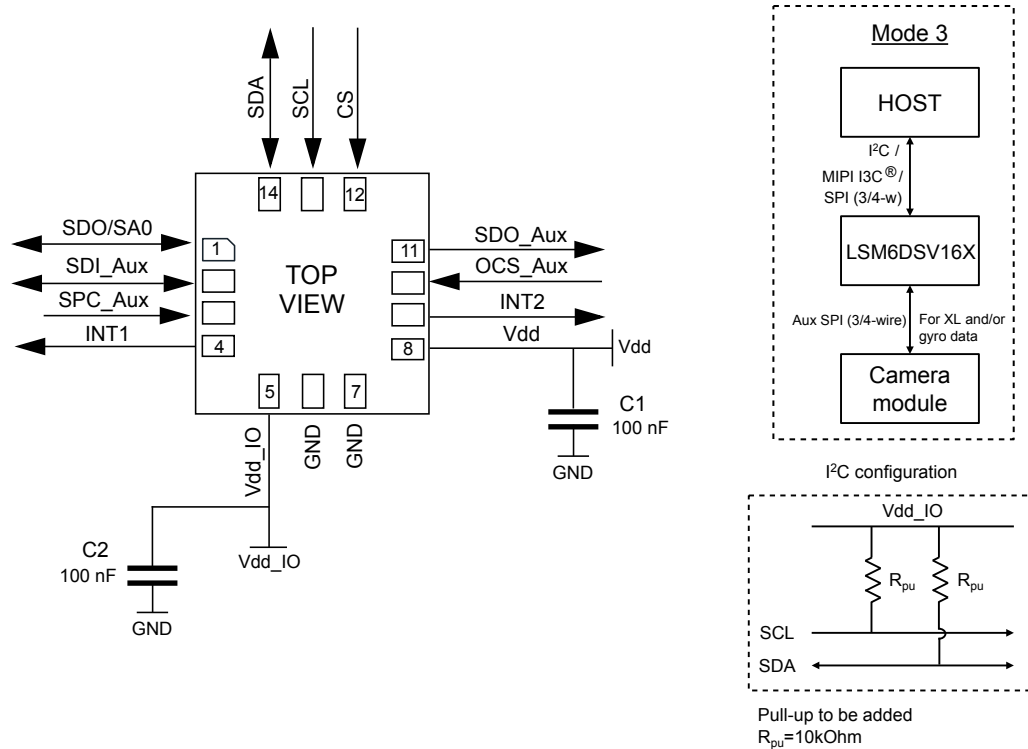 SDA
SCL
CS
14
12
SDO/SA0
1
SDI_Aux
SPC_Aux
INT1
4
TOP
VIEW
11
SDO_Aux
OCS_Aux
INT2
Vdd
8
Vdd
5
7
Vdd_IO
GND
GND
C1
100 nF
GND
C2
100 nF
GND
Vdd_IO
Mode 3
HOST
I²C /
MIPI I3C ®/
SPI (3/4-w)
LSM6DSV16X
Aux SPI (3/4-wire)
For XL and/or
gyro data
Camera
module
I²C configuration
Vdd_IO
Rpu
Rpu
SCL
SDA
Pull-up to be added
Rpu=10kOhm